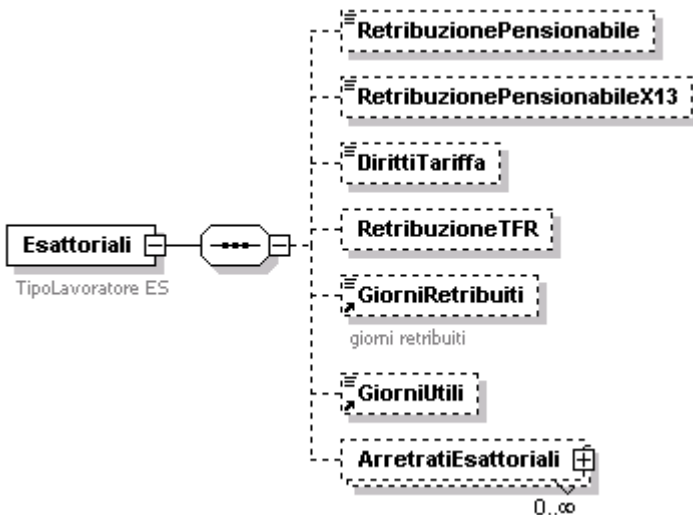 RetribuzionePensionabile
RetribuzionePensionabileX13
DirittiTariffa
Esattoriali
TipoLavoratore ES
RetribuzioneTFR
GiorniRetribuiti
giorni retribuiti
GiorniUtili
ArretratiEsattoriali
0..∞